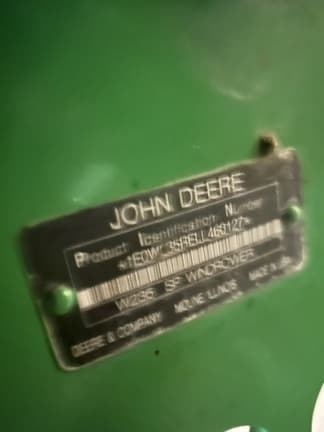 JOHN DEERE
Product Identification Number
W235 SP WINDROWER
DEERE & COMPANY MOLINE ILLINOIS MADE IN USA